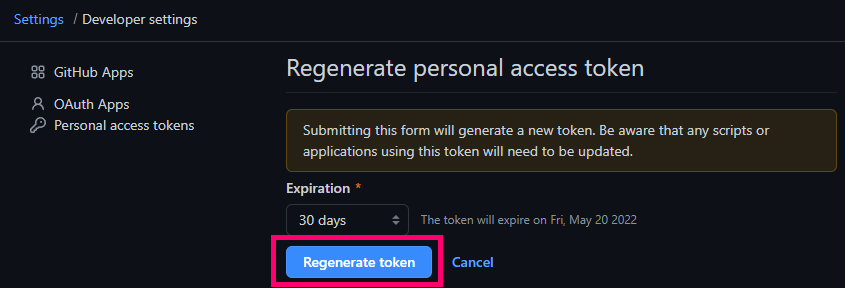 Settings / Developer settings
GitHub Apps
OAuth Apps
Personal access tokens
Regenerate personal access token
Submitting this form will generate a new token. Be aware that any scripts or
applications using this token will need to be updated.
Expiration *
30 days The token will expire on Fri, May 20 2022
Regenerate token Cancel